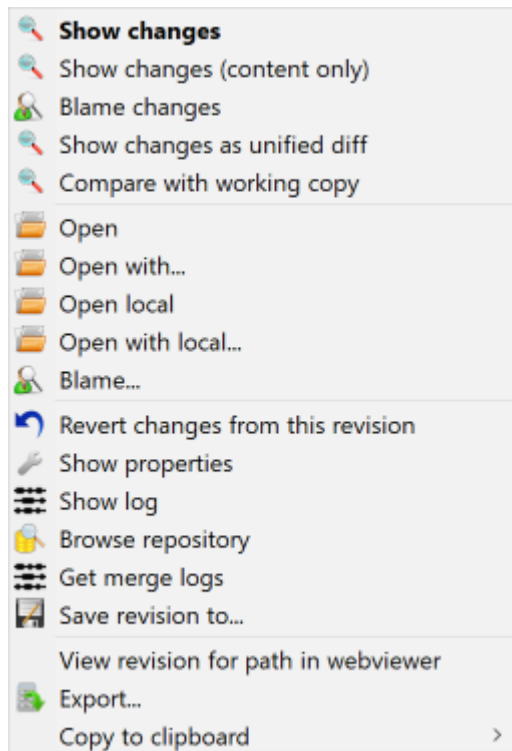 Show changes
Show changes (content only)
Blame changes
Show changes as unified diff
Compare with working copy
Open
Open with...
Open local
Open with local...
Blame...
Revert changes from this revision
Show properties
Show log
Browse repository
Get merge logs
Save revision to...
View revision for path in webviewer
Export...
Copy to clipboard